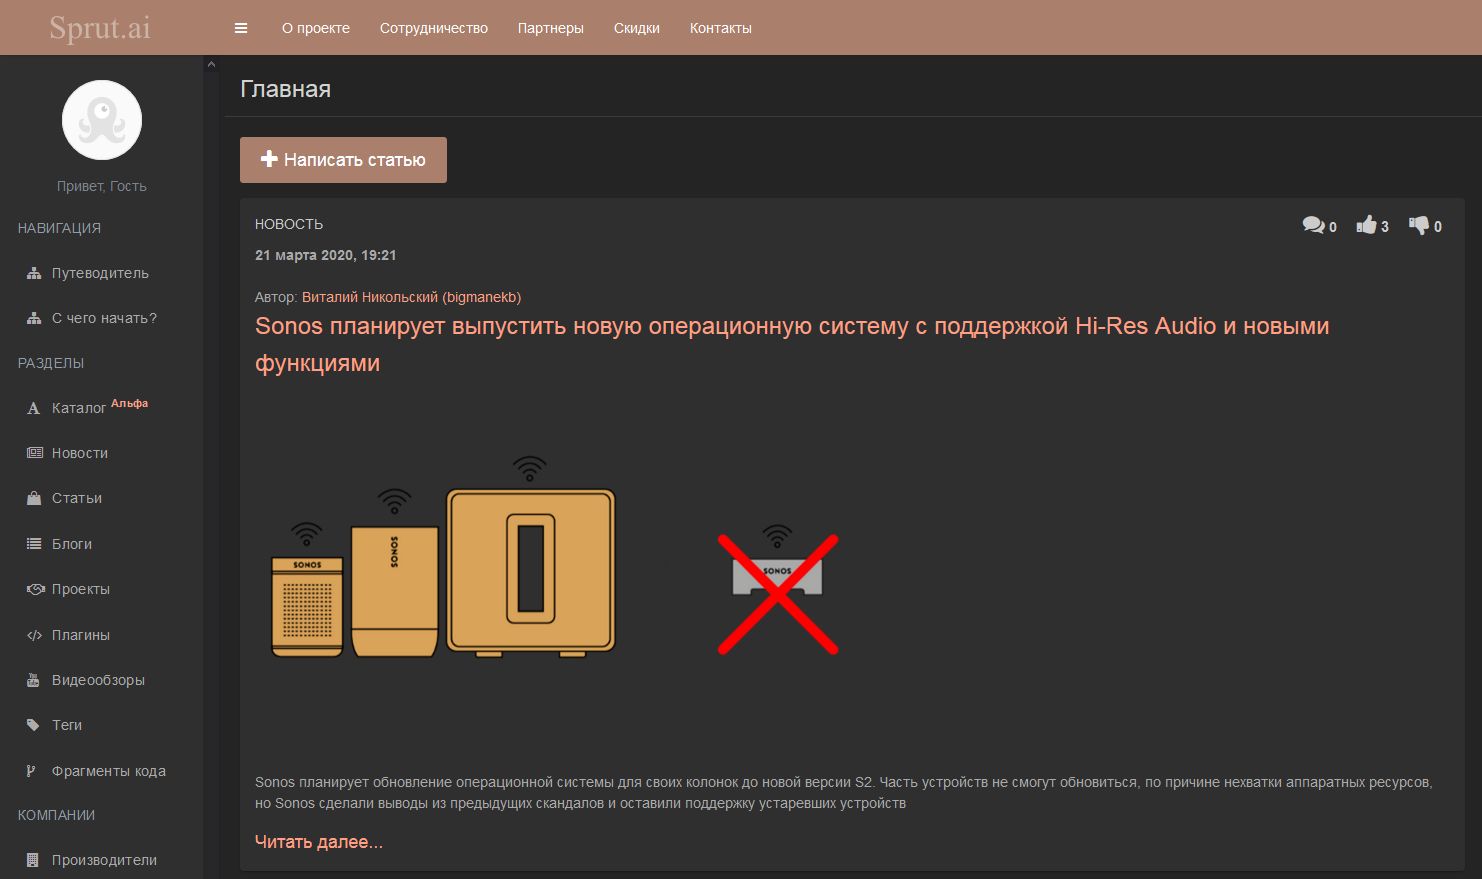 Sprut.ai
О проекте
Сотрудничество
Партнеры
Скидки
Контакты
Привет, Гость
НАВИГАЦИЯ
Путеводитель
С чего начать?
РАЗДЕЛЫ
Каталог Альфа
Новости
Статьи
Блоги
Проекты
Плагины
Видеообзоры
Теги
Фрагменты кода
КОМПАНИИ
Производители
Главная
Написать статью
НОВОСТЬ
0 3 0
21 марта 2020, 19:21
Автор: Виталий Никольский (bigmanekb)
Sonos планирует выпустить новую операционную систему с поддержкой Hi-Res Audio и новыми
функциями
SONOS
SONOS
SONOS
Sonos планирует обновление операционной системы для своих колонок до новой версии S2. Часть устройств не смогут обновиться, по причине нехватки аппаратных ресурсов,
но Sonos сделали выводы из предыдущих скандалов и оставили поддержку устаревших устройств
Читать далее...